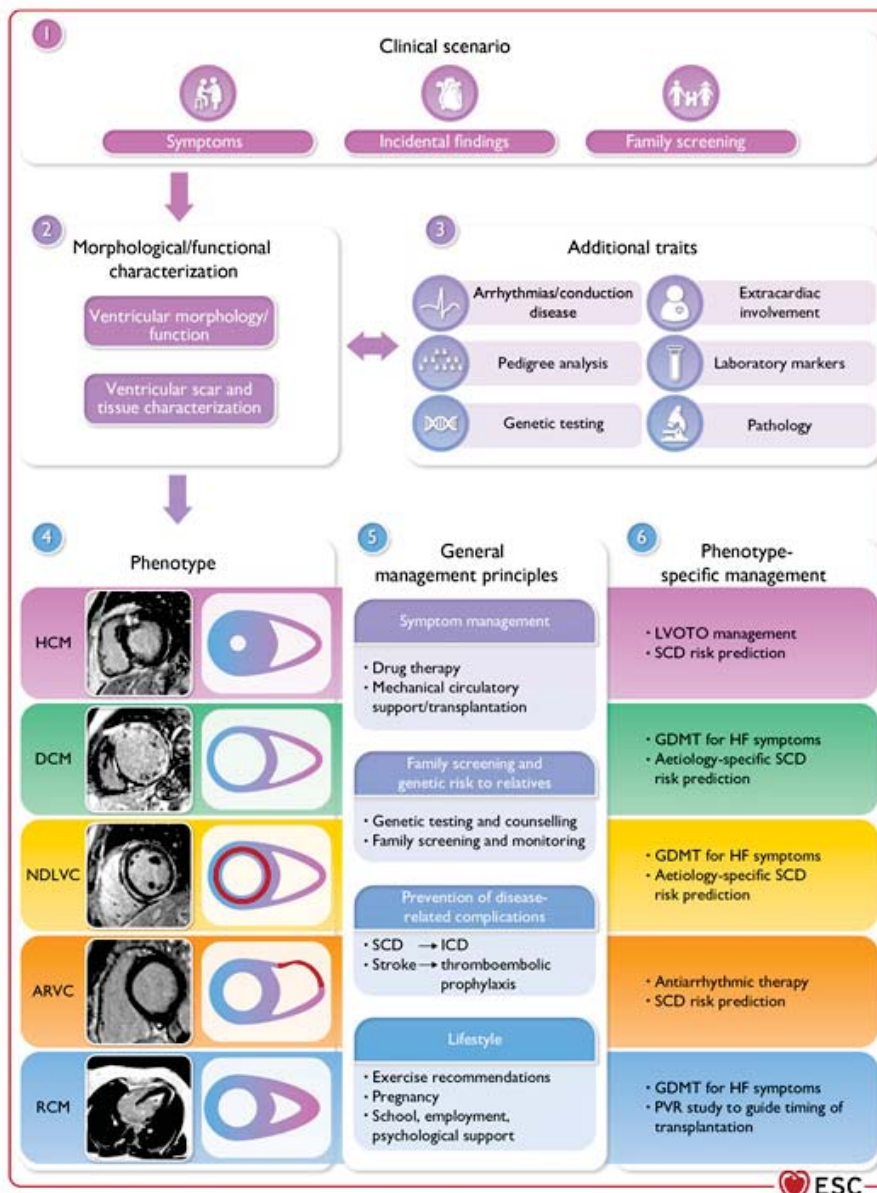 1
Clinical scenario
Symptoms
Incidental findings
Family screening
2
Morphological/functional
characterization
Ventricular morphology/
function
Ventricular scar and
tissue characterization
3
Additional traits
Arrhythmias/conduction
disease
Extracardiac
involvement
Pedigree analysis
Laboratory markers
Genetic testing
Pathology
4
Phenotype
HCM
DCM
NDLVC
ARVC
RCM
5
General
management principles
Symptom management
• Drug therapy
• Mechanical circulatory
support/transplantation
Family screening and
genetic risk to relatives
• Genetic testing and counselling
• Family screening and monitoring
Prevention of disease-
related complications
• SCD → ICD
• Stroke → thromboembolic
prophylaxis
Lifestyle
• Exercise recommendations
• Pregnancy
• School, employment,
psychological support
6
Phenotype-
specific management
• LVOTO management
• SCD risk prediction
• GDMT for HF symptoms
• Aetiology-specific SCD
risk prediction
• GDMT for HF symptoms
• Aetiology-specific SCD
risk prediction
• Antiarrhythmic therapy
• SCD risk prediction
• GDMT for HF symptoms
• PVR study to guide timing of
transplantation
ESC